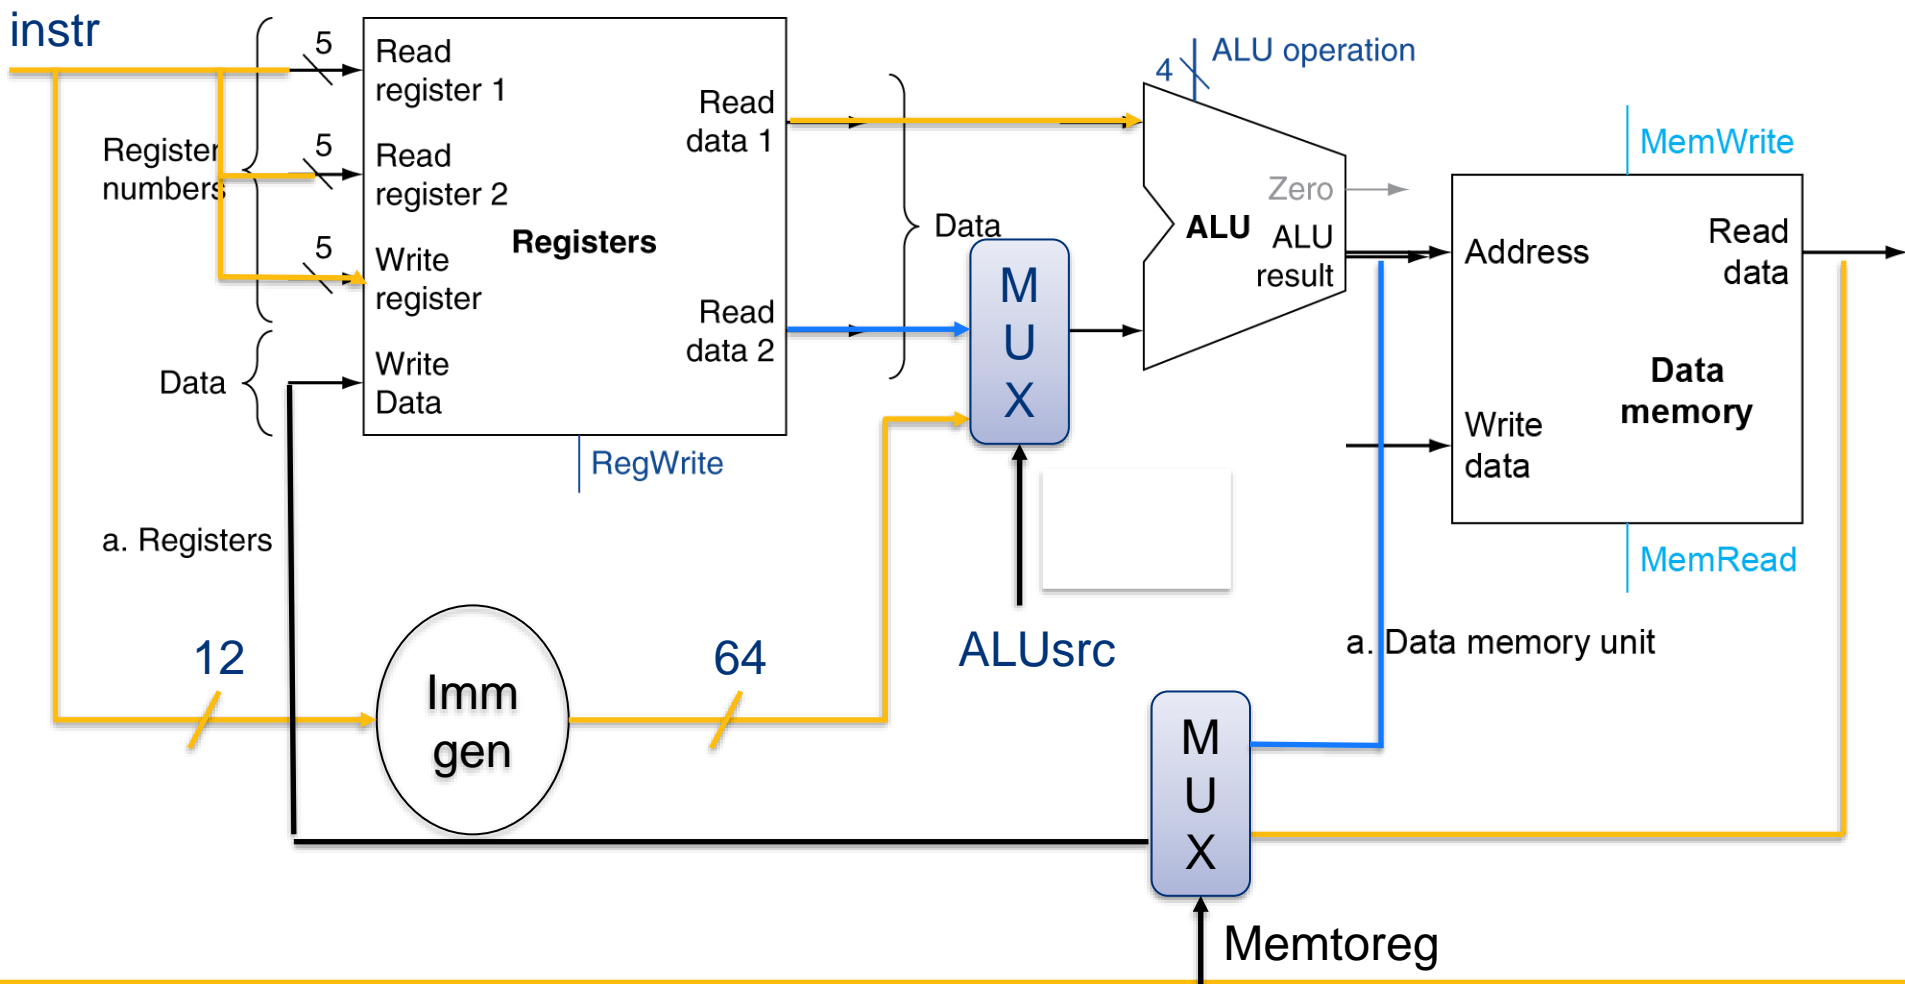 instr
5
Read
register 1
5
Read
register 2
5
Write
register
Write
Data
Registers
Read
data 1
Read
data 2
Register
numbers
Data
RegWrite
a. Registers
Data
M
U
X
ALUsrc
4
ALU operation
Zero
ALU
ALU
result
MemWrite
Address
Read
data
Data
memory
Write
data
MemRead
a. Data memory unit
12
Imm
gen
64
M
U
X
Memtoreg